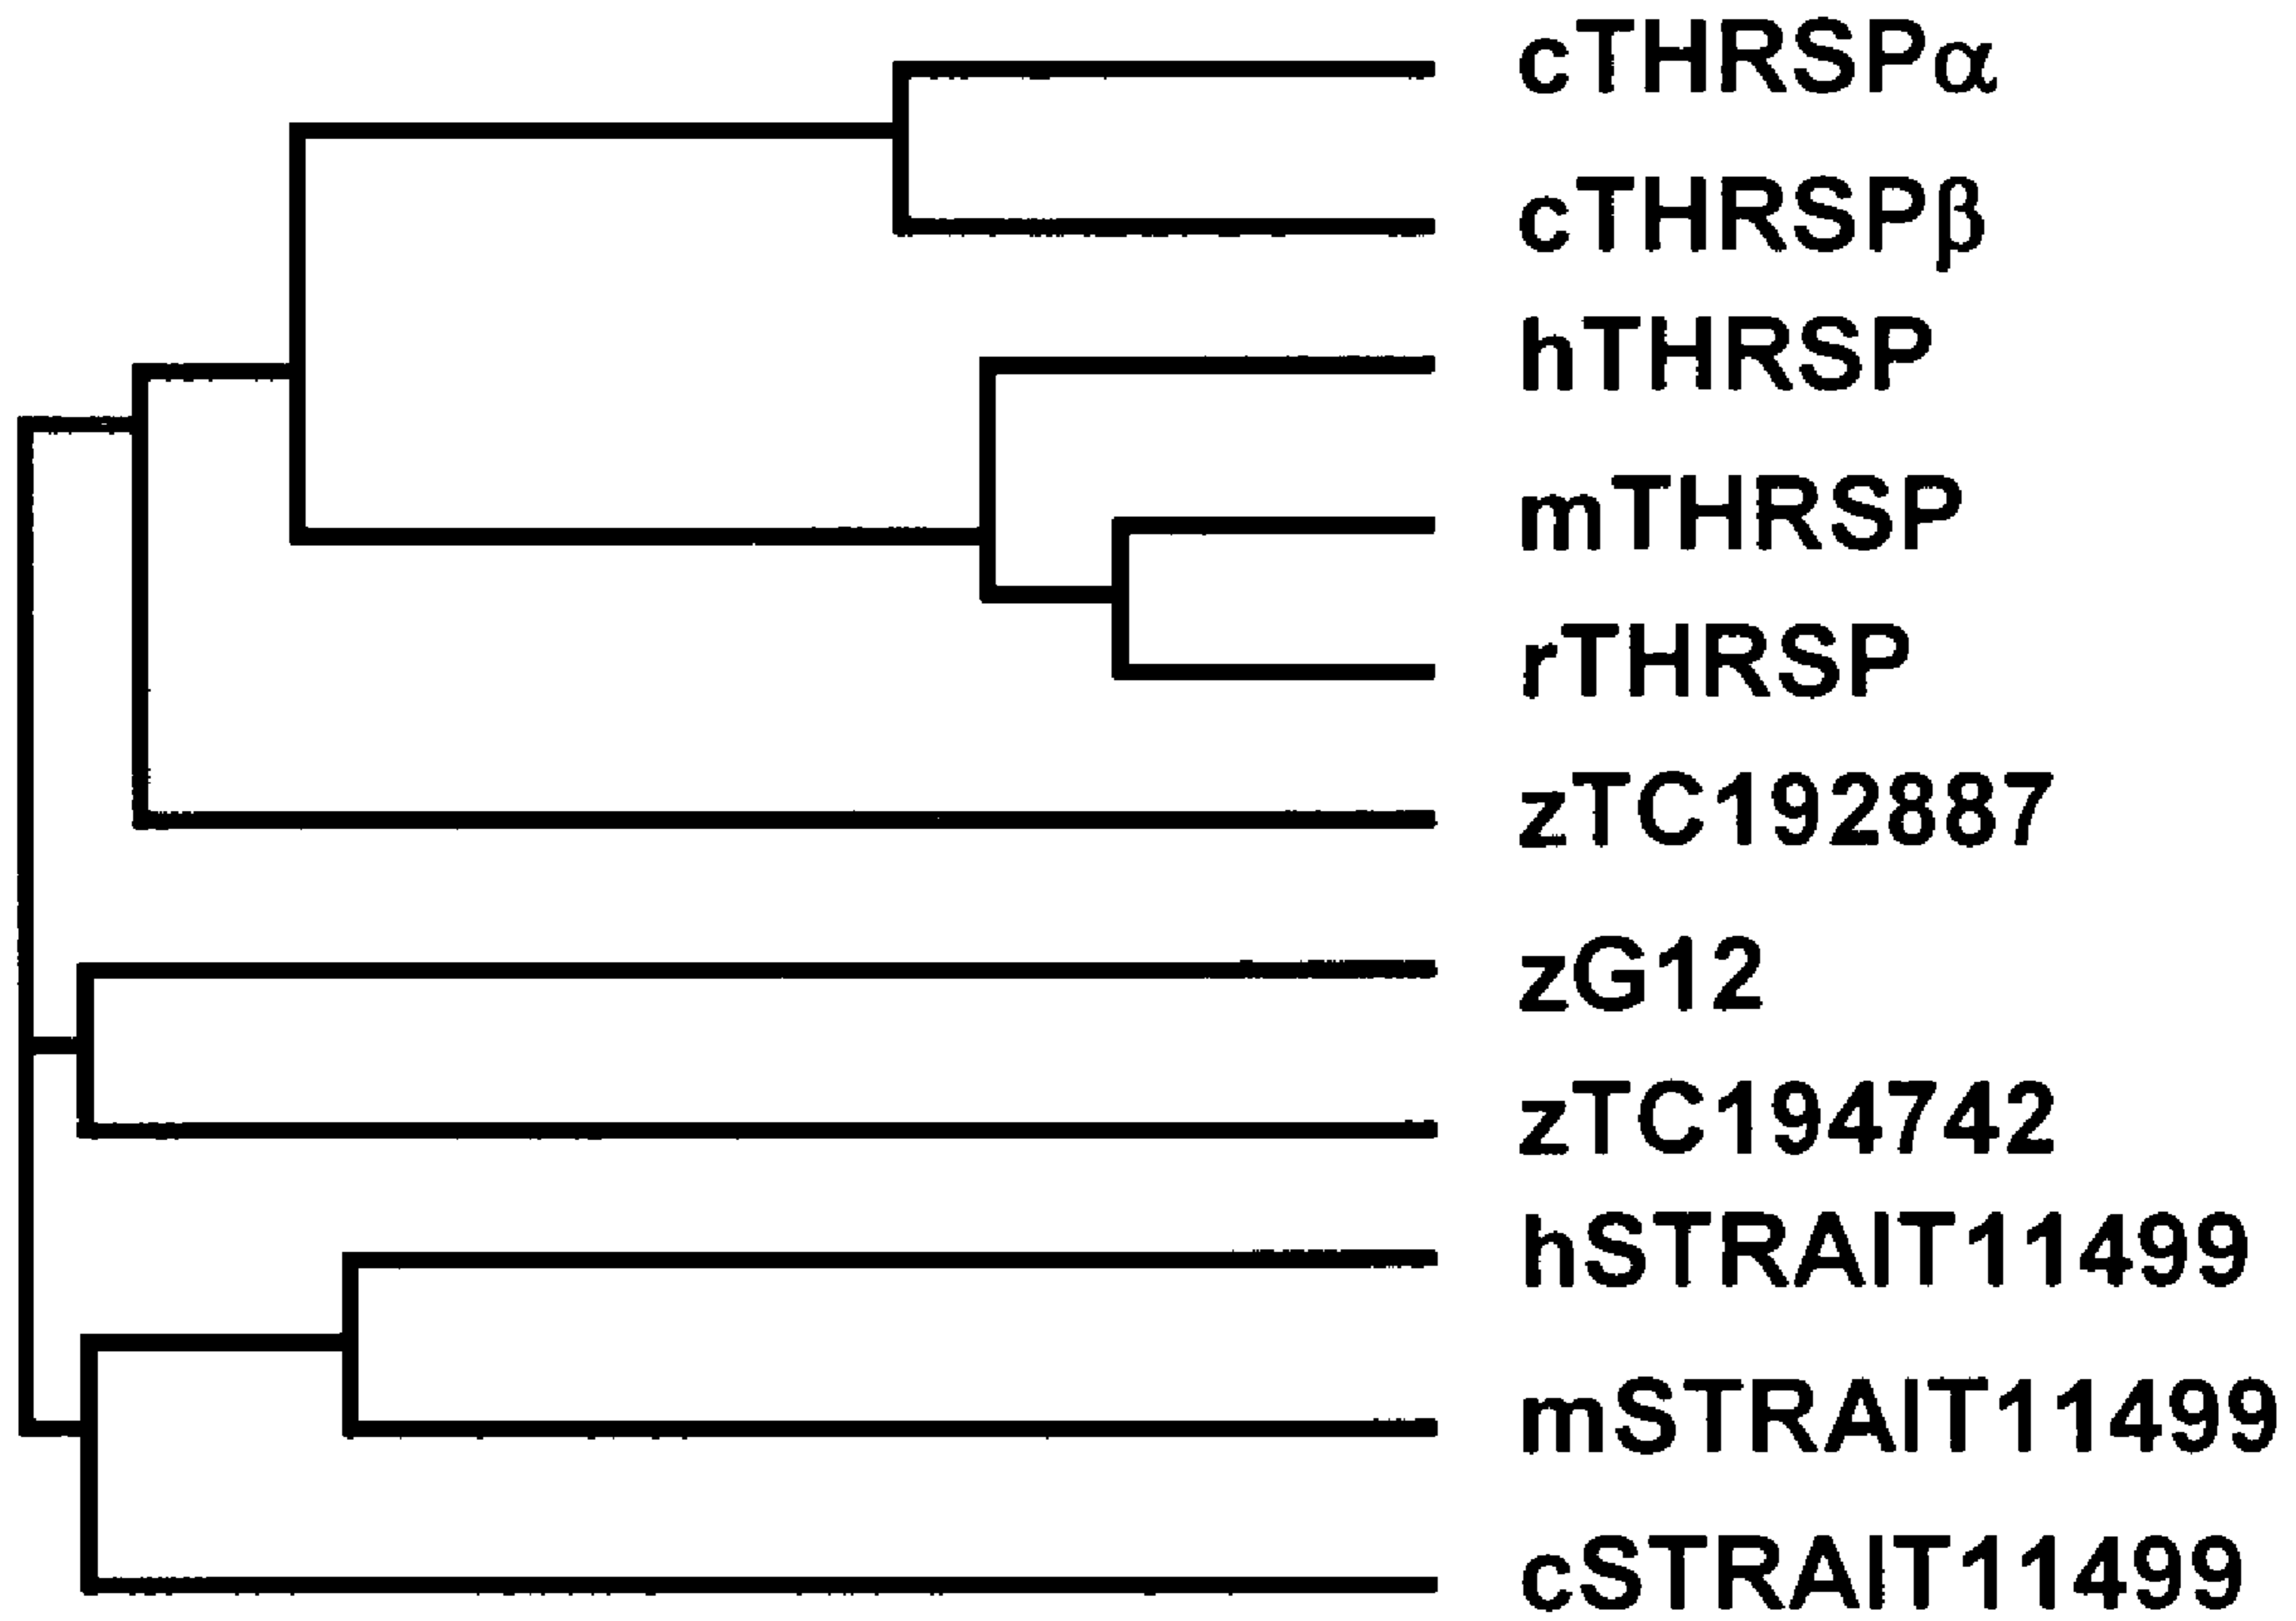 cTHRSPα
cTHRSPβ
hTHRSP
mTHRSP
rTHRSP
zTC192887
zG12
zTC194742
hSTRAIT11499
mSTRAIT11499
cSTRAIT11499